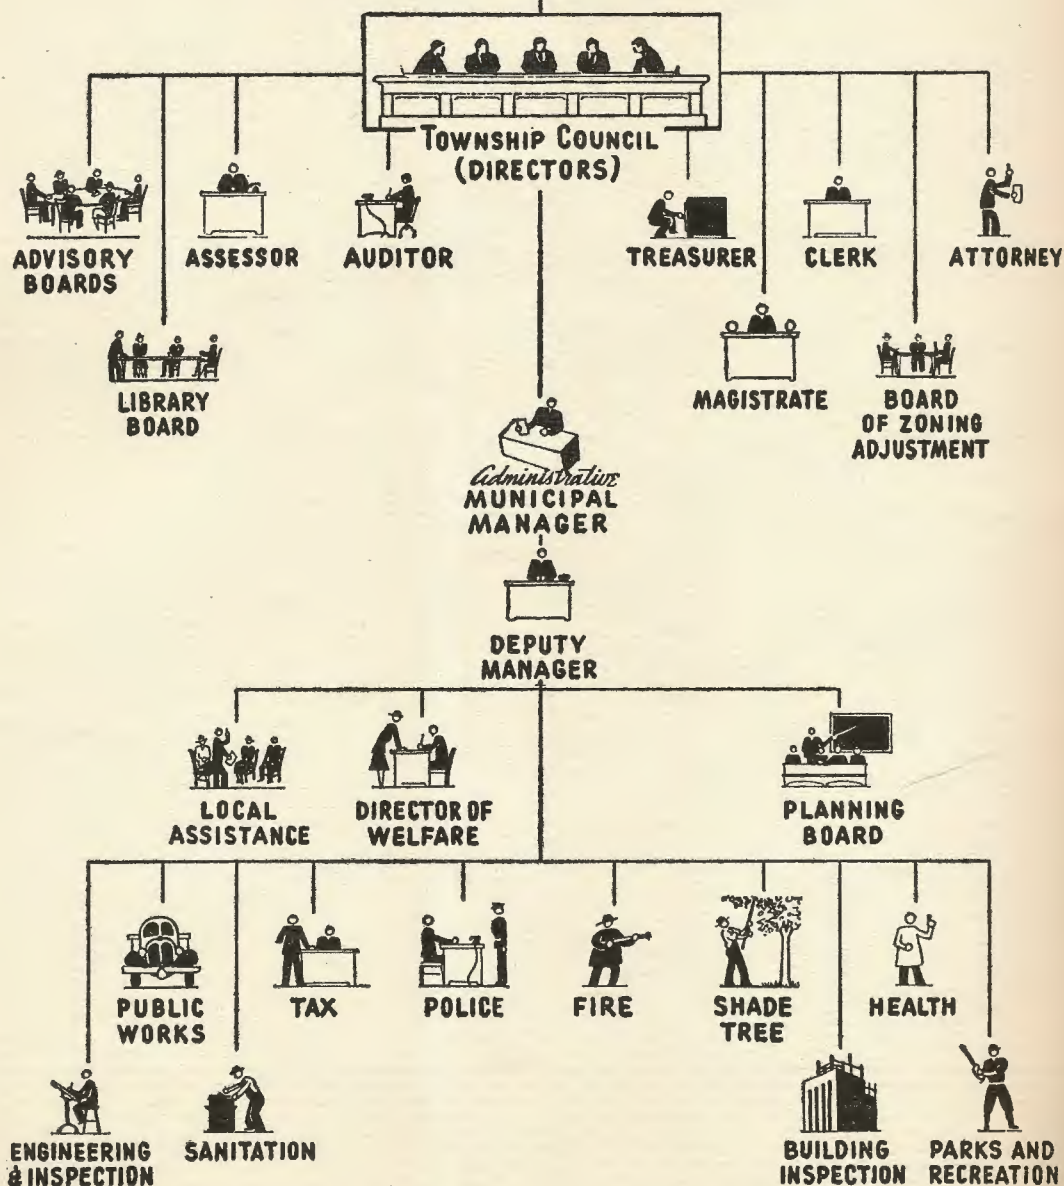 TOWNSHIP COUNCIL
(DIRECTORS)
ADVISORY
BOARDS
ASSESSOR
AUDITOR
TREASURER
CLERK
ATTORNEY
LIBRARY
BOARD
MAGISTRATE
BOARD
OF ZONING
ADJUSTMENT
Administrative
MUNICIPAL
MANAGER
DEPUTY
MANAGER
LOCAL
ASSISTANCE
DIRECTOR OF
WELFARE
PLANNING
BOARD
PUBLIC
WORKS
TAX
POLICE
FIRE
SHADE
TREE
HEALTH
ENGINEERING
& INSPECTION
SANITATION
BUILDING
INSPECTION
PARKS AND
RECREATION